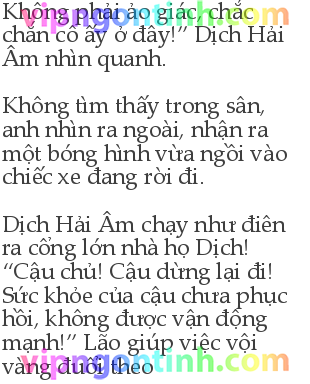 Không phải ảo giác, chắc
chắn cô ấy ở đây!” Dịch Hải
Âm nhìn quanh.
Không tìm thấy trong sân,
anh nhìn ra ngoài, nhận ra
một bóng hình vừa ngồi vào
chiếc xe đang rời đi.
Dịch Hải Âm chạy như điên
ra cổng lớn nhà họ Dịch!
“Cậu chủ! Cậu dừng lại đi!
Sức khỏe của cậu chưa phục
hồi, không được vận động
mạnh!” Lão giúp việc vội
vàng đuổi theo
vipngontinh.com
vipngontinh.com